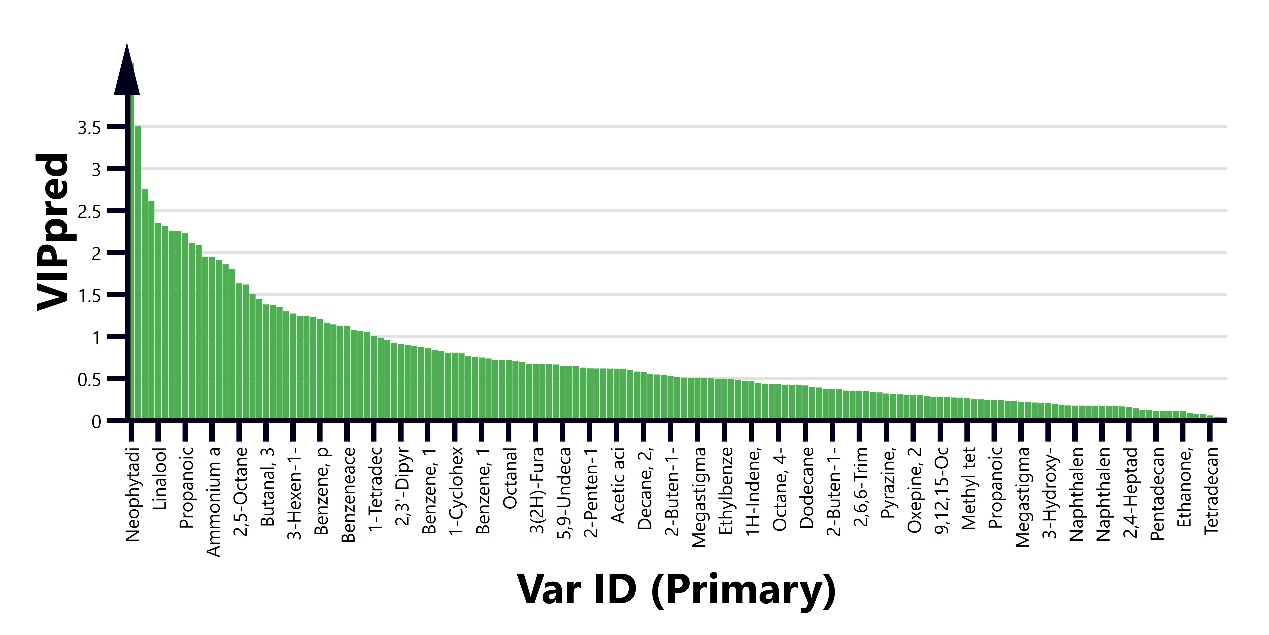 VIPpred
3.5
3
2.5
2
1.5
1
0.5
0
Neophytadi
Linalool
Propanoic
Ammonium a
2,5-Octane
Butanal, 3
3-Hexen-1-
Benzene, p
Benzeneace
1-Tetradec
2,3'-Dipyr
Benzene, 1
1-Cyclohex
Benzene, 1
Octanal
3(2H)-Fura
5,9-Undeca
2-Penten-1
Acetic aci
Decane, 2,
2-Buten-1-
Megastigma
Ethylbenze
1H-Indene,
Octane, 4-
Dodecane
2-Buten-1-
2,6,6-Trim
Pyrazine,
Oxepine, 2
9,12,15-Oc
Methyl tet
Propanoic
Megastigma
3-Hydroxy-
Naphthalen
Naphthalen
2,4-Heptad
Pentadecan
Ethanone,
Tetradecan
Var ID (Primary)